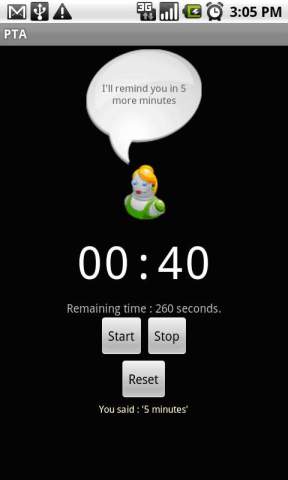 3G
3:05 PM
PTA
I'll remind you in 5
more minutes
00:40
Remaining time : 260 seconds.
Start Stop
Reset
You said : '5 minutes'